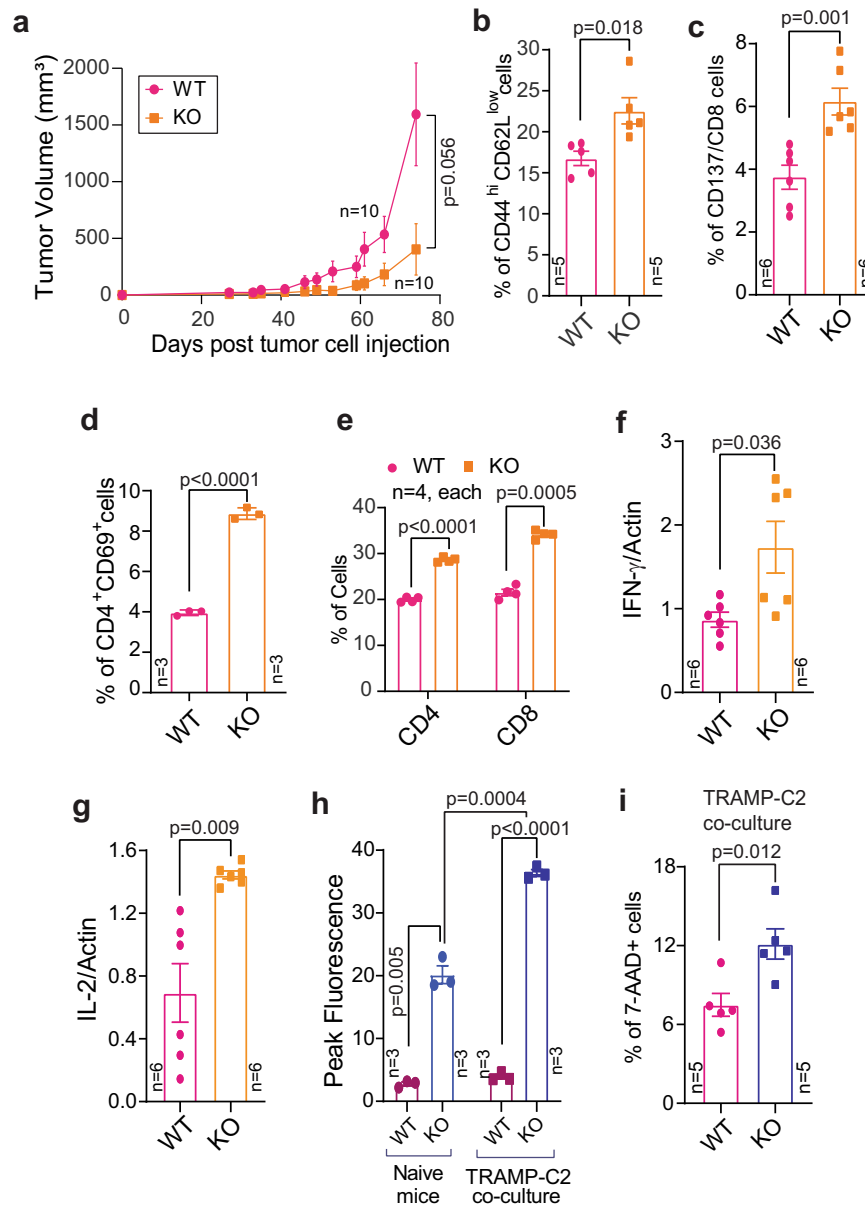 a
Tumor Volume (mm³)
2000
1500
1000
500
0
WT
KO
n=10
n=10
p=0.056
0
20
40
60
80
Days post tumor cell injection
b
% of CD44hi CD62Llow cells
30
25
20
15
10
5
0
p=0.018
n=5
n=5
WT
KO
c
% of CD137/CD8 cells
8
6
4
2
0
p=0.001
n=6
n=6
WT
KO
d
% of CD4+CD69+cells
10
8
6
4
2
0
p<0.0001
n=3
n=3
WT
KO
e
WT
KO
n=4, each
% of Cells
40
30
20
10
0
p<0.0001
p=0.0005
CD4
CD8
f
IFN-γ/Actin
3
2
1
0
p=0.036
n=6
n=6
WT
KO
g
IL-2/Actin
1.6
1.2
0.8
0.4
0.0
p=0.009
n=6
n=6
WT
KO
h
Peak Fluorescence
40
30
20
10
0
p=0.0004
p<0.0001
p=0.005
n=3
n=3
n=3
n=3
WT
KO
WT
KO
Naive
mice
TRAMP-C2
co-culture
i
TRAMP-C2
co-culture
% of 7-AAD+ cells
18
12
6
0
p=0.012
n=5
n=5
WT
KO